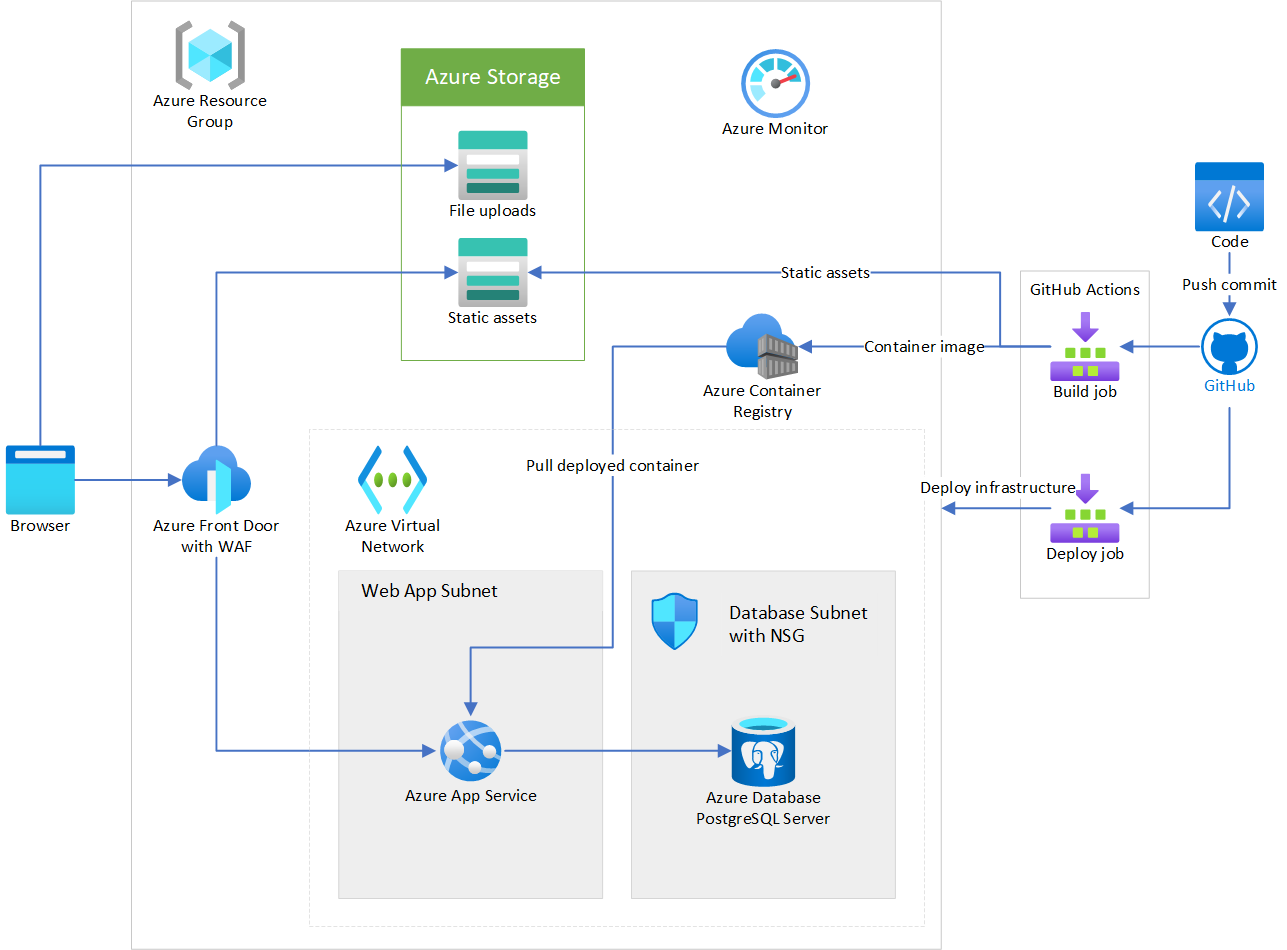 Azure Resource
Group
Azure Storage
Azure Monitor
File uploads
Static assets
Static assets
Code
Push commit
GitHub
GitHub Actions
Build job
Container image
Azure Container
Registry
Pull deployed container
Deploy infrastructure
Deploy job
Browser
Azure Front Door
with WAF
Azure Virtual
Network
Web App Subnet
Database Subnet
with NSG
Azure App Service
Azure Database
PostgreSQL Server